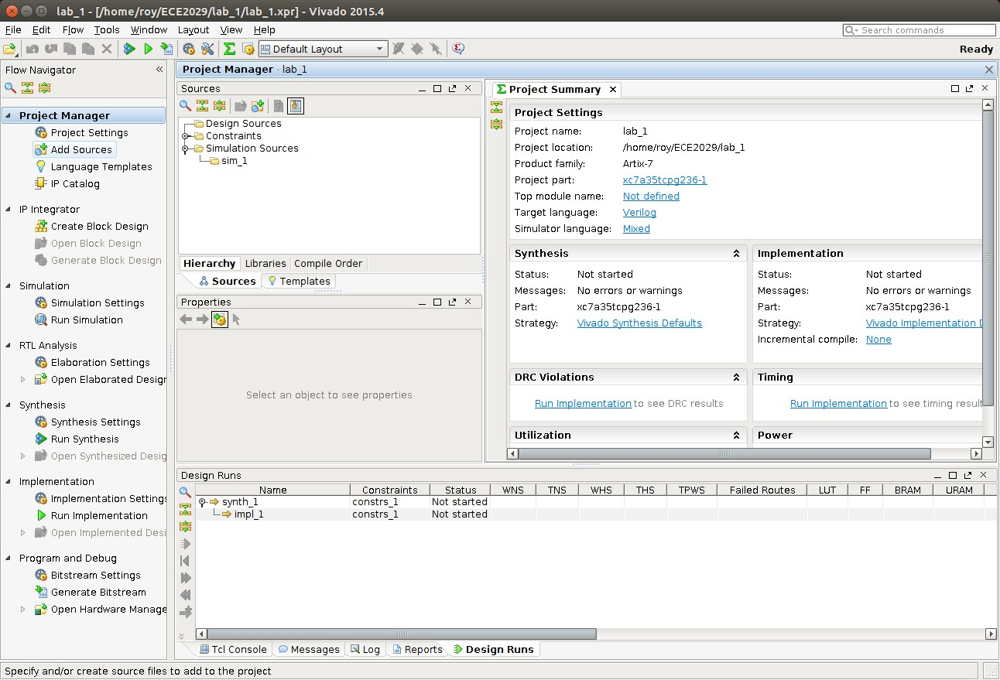 lab_1 - [/home/roy/ECE2029/lab_1/lab_1.xpr] - Vivado 2015.4
File Edit Flow Tools Window Layout View Help
Search commands
Default Layout
Ready
Flow Navigator
Project Manager
Project Settings
Add Sources
Language Templates
IP Catalog
IP Integrator
Create Block Design
Open Block Design
Generate Block Design
Simulation
Simulation Settings
Run Simulation
RTL Analysis
Elaboration Settings
Open Elaborated Design
Synthesis
Synthesis Settings
Run Synthesis
Open Synthesized Desig
Implementation
Implementation Settings
Run Implementation
Open Implemented Desi
Program and Debug
Bitstream Settings
Generate Bitstream
Open Hardware Manage
Project Manager - lab_1
Sources
Design Sources
Constraints
Simulation Sources
sim_1
Hierarchy Libraries Compile Order
Sources Templates
Properties
Select an object to see properties
Project Summary
Project Settings
Project name: lab_1
Project location: /home/roy/ECE2029/lab_1
Product family: Artix-7
Project part: xc7a35tcpg236-1
Top module name: Not defined
Target language: Verilog
Simulator language: Mixed
Synthesis
Status: Not started
Messages: No errors or warnings
Part: xc7a35tcpg236-1
Strategy: Vivado Synthesis Defaults
Implementation
Status: Not started
Messages: No errors or warnings
Part: xc7a35tcpg236-1
Strategy: Vivado Implementation D
Incremental compile: None
DRC Violations
Run Implementation to see DRC results
Timing
Run Implementation to see timing result
Utilization
Power
Design Runs
Name Constraints Status WNS TNS WHS THS TPWS Failed Routes LUT FF BRAM URAM
synth_1 constrs_1 Not started
impl_1 constrs_1 Not started
Tcl Console Messages Log Reports Design Runs
Specify and/or create source files to add to the project